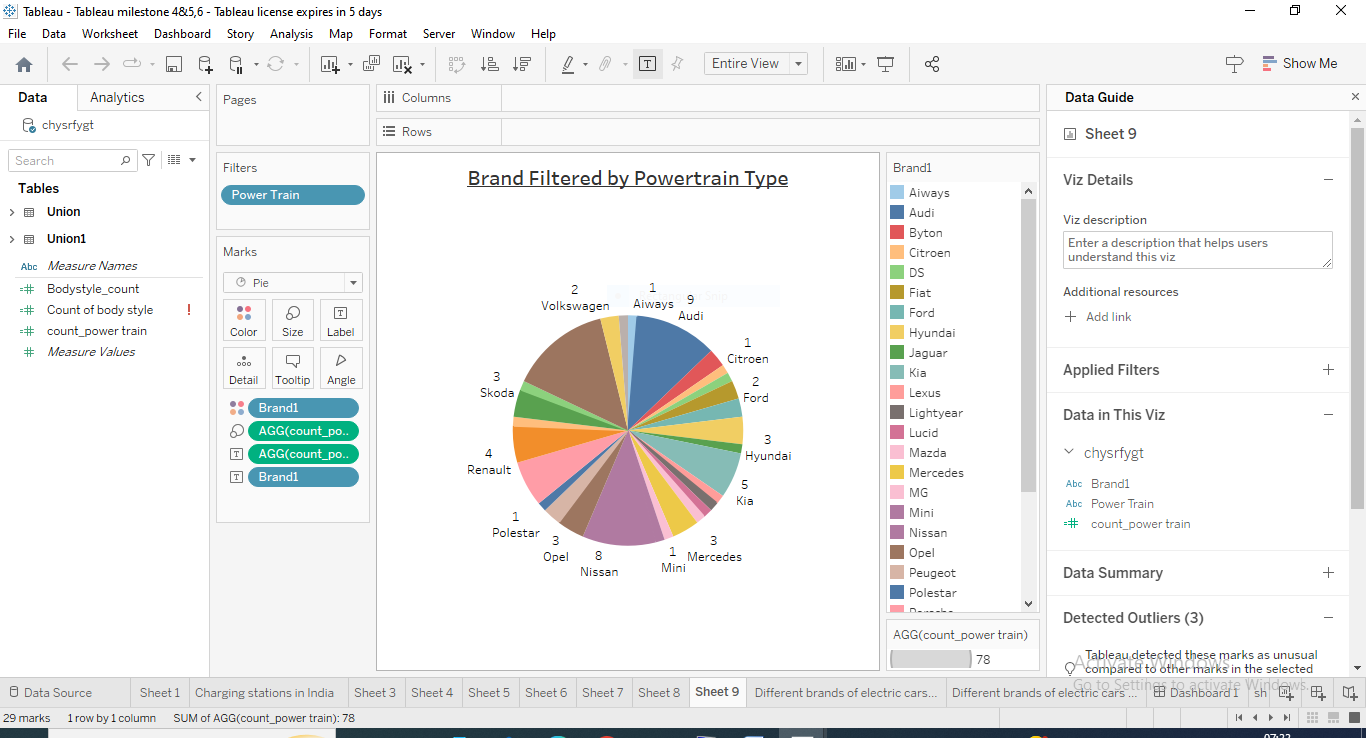 Tableau - Tableau milestone 4&5,6 - Tableau license expires in 5 days
File Data Worksheet Dashboard Story Analysis Map Format Server Window Help
Entire View
Show Me
Data Analytics
chysrfygt
Search
Tables
Union
Union1
Abc Measure Names
Bodystyle_count
Count of body style !
count_power train
Measure Values
Pages
Filters
Power Train
Marks
Pie
Color Size Label
Detail Tooltip Angle
Brand1
AGG(count_po..
AGG(count_po..
Brand1
Columns
Rows
Brand Filtered by Powertrain Type
2
Volkswagen
1
Aiways
9
Audi
1
Citroen
2
Ford
3
Hyundai
5
Kia
3
Mercedes
1
Mini
8
Nissan
3
Opel
1
Polestar
4
Renault
3
Skoda
Brand1
Aiways
Audi
Byton
Citroen
DS
Fiat
Ford
Hyundai
Jaguar
Kia
Lexus
Lightyear
Lucid
Mazda
Mercedes
MG
Mini
Nissan
Opel
Peugeot
Polestar
Porsche
AGG(count_power train)
78
Data Guide
Sheet 9
Viz Details
Viz description
Enter a description that helps users
understand this viz
Additional resources
Add link
Applied Filters
Data in This Viz
chysrfygt
Abc Brand1
Abc Power Train
count_power train
Data Summary
Detected Outliers (3)
Tableau detected these marks as unusual
compared to other marks in the selected
Activate Windows
Go to Settings to activate Windows.
Data Source Sheet 1 Charging stations in India Sheet 3 Sheet 4 Sheet 5 Sheet 6 Sheet 7 Sheet 8 Sheet 9 Different brands of electric cars... Different brands of electric cars ... Dashboard 1 sh
29 marks 1 row by 1 column SUM of AGG(count_power train): 78